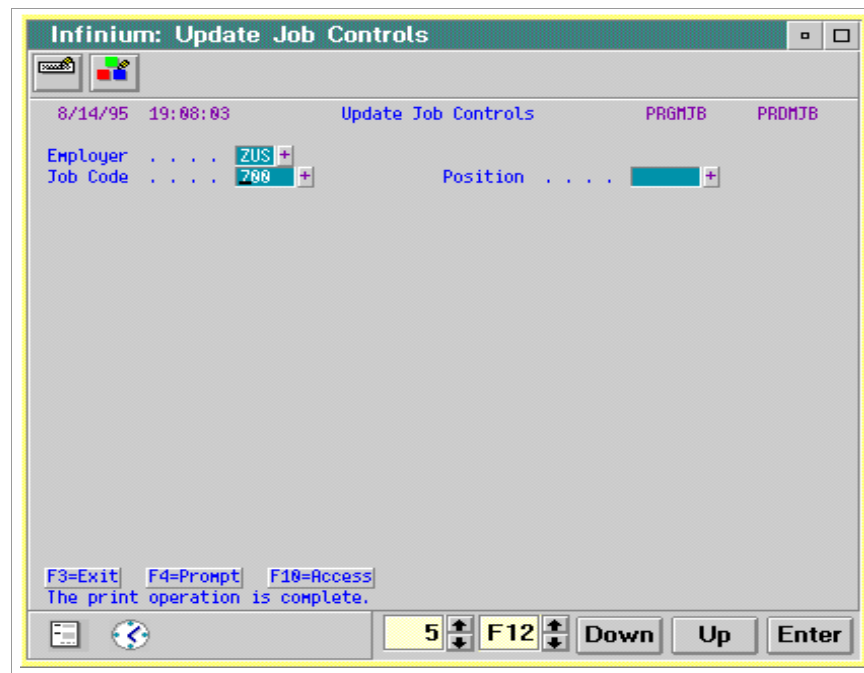 Infinium: Update Job Controls
8/14/95 19:08:03 Update Job Controls PRGMJB PRDMJB
Employer . . . . ZUS +
Job Code . . . . Z00 + Position . . . . +
F3=Exit F4=Prompt F10=Access
The print operation is complete.
5 F12 Down Up Enter